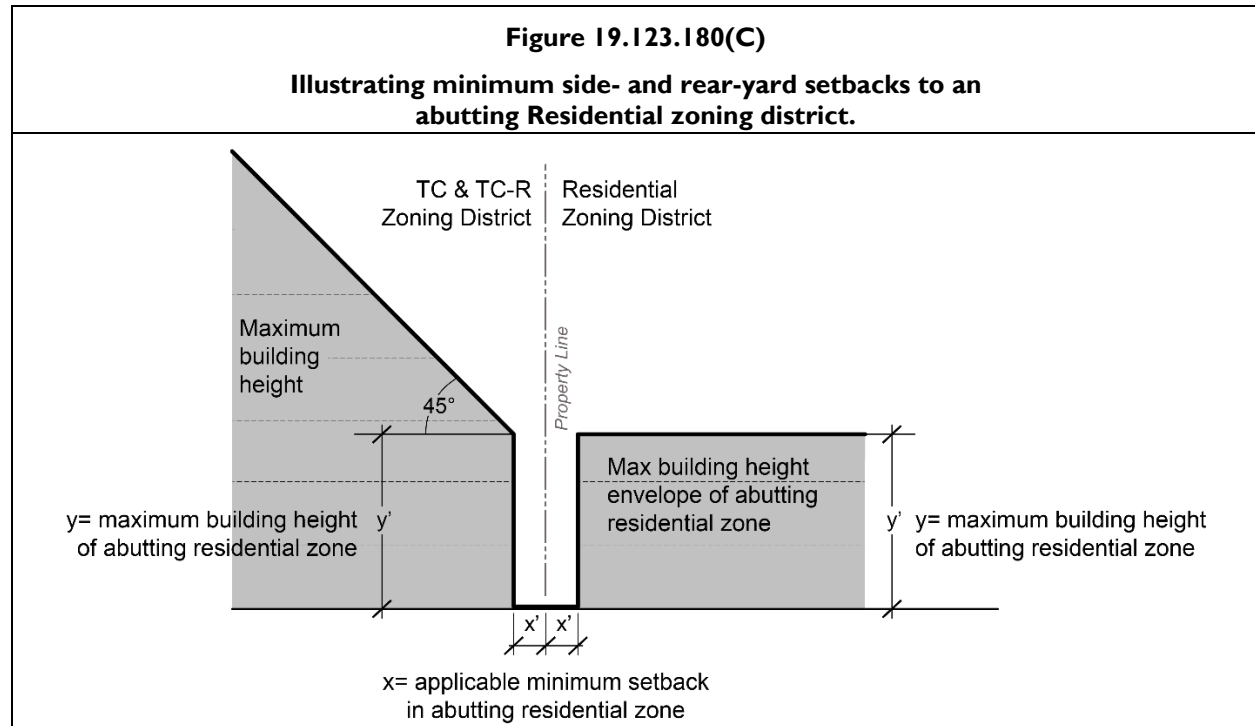 Figure 19.123.180(C)
Illustrating minimum side- and rear-yard setbacks to an
abutting Residential zoning district.
TC & TC-R
Zoning District
Residential
Zoning District
Property Line
Maximum
building
height
45°
Max building height
envelope of abutting
residential zone
y= maximum building height
of abutting residential zone
y'
y'
y= maximum building height
of abutting residential zone
x' x'
x= applicable minimum setback
in abutting residential zone